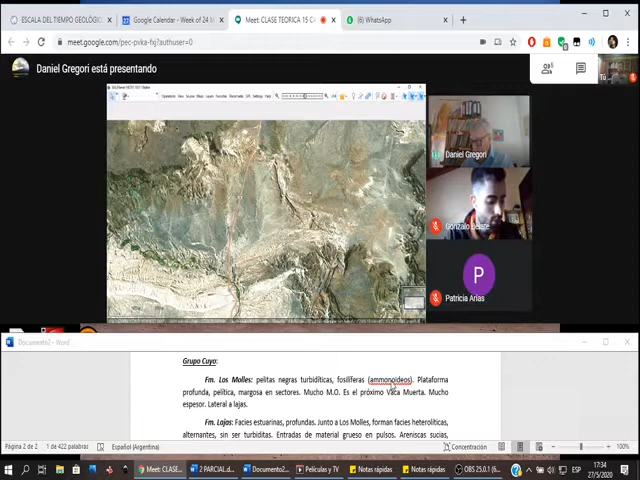 ESCALA DEL TIEMPO GEOLÓGIC
Google Calendar - Week of 24 M
Meet: CLASE TEORICA 15 C
WhatsApp
meet.google.com/pec-pvka-fxj?authuser=0
Daniel Gregori está presentando
6
Tú
Daniel Gregori
Gonzalo
P
Patricia Arias
Documento2 - Word
Grupo Cuyo:
Fm. Los Molles: pelitas negras turbidíticas, fosilíferas (ammonoideos). Plataforma
profunda, pelítica, margosa en sectores. Mucho M.O. Es el próximo Vaca Muerta. Mucho
espesor. Lateral a lajas.
Fm. Lajas: Facies estuarinas, profundas. Junto a Los Molles, forman facies heterolíticas,
alternantes, sin ser turbiditas. Entradas de material grueso en pulsos. Areniscas sucias,
Página 2 de 2
1 de 422 palabras
Español (Argentina)
Concentración
Meet: CLASE...
2 PARCIAL.d...
Documento2...
Películas y TV
Notas rápidas
Notas rápidas
OBS 25.0.1 (6...
ESP
17:34
27/5/2020